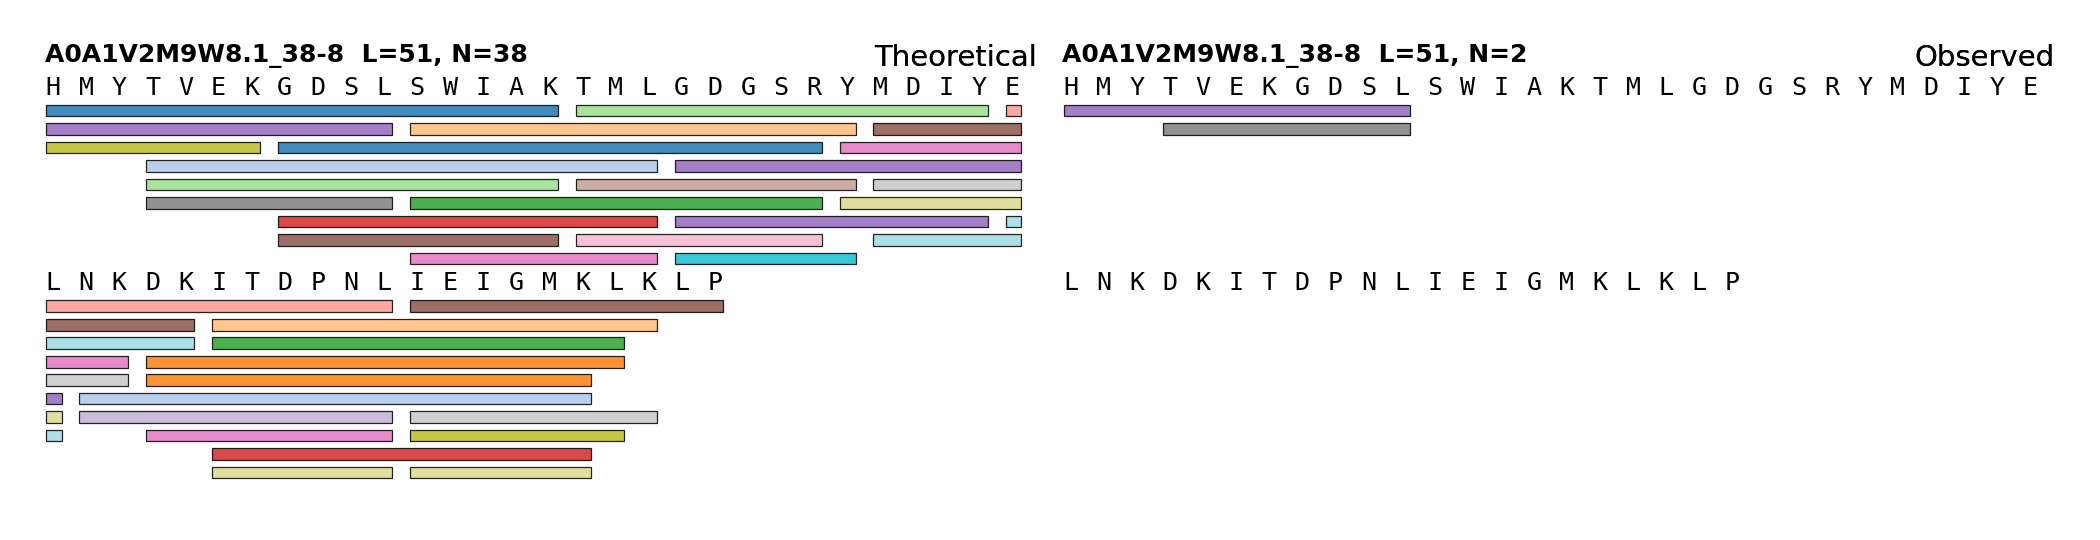 A0A1V2M9W8.1_38-8 L=51, N=38 Theoretical
H M Y T V E K G D S L S W I A K T M L G D G S R Y M D I Y E
L N K D K I T D P N L I E I G M K L K L P
A0A1V2M9W8.1_38-8 L=51, N=2 Observed
H M Y T V E K G D S L S W I A K T M L G D G S R Y M D I Y E
L N K D K I T D P N L I E I G M K L K L P